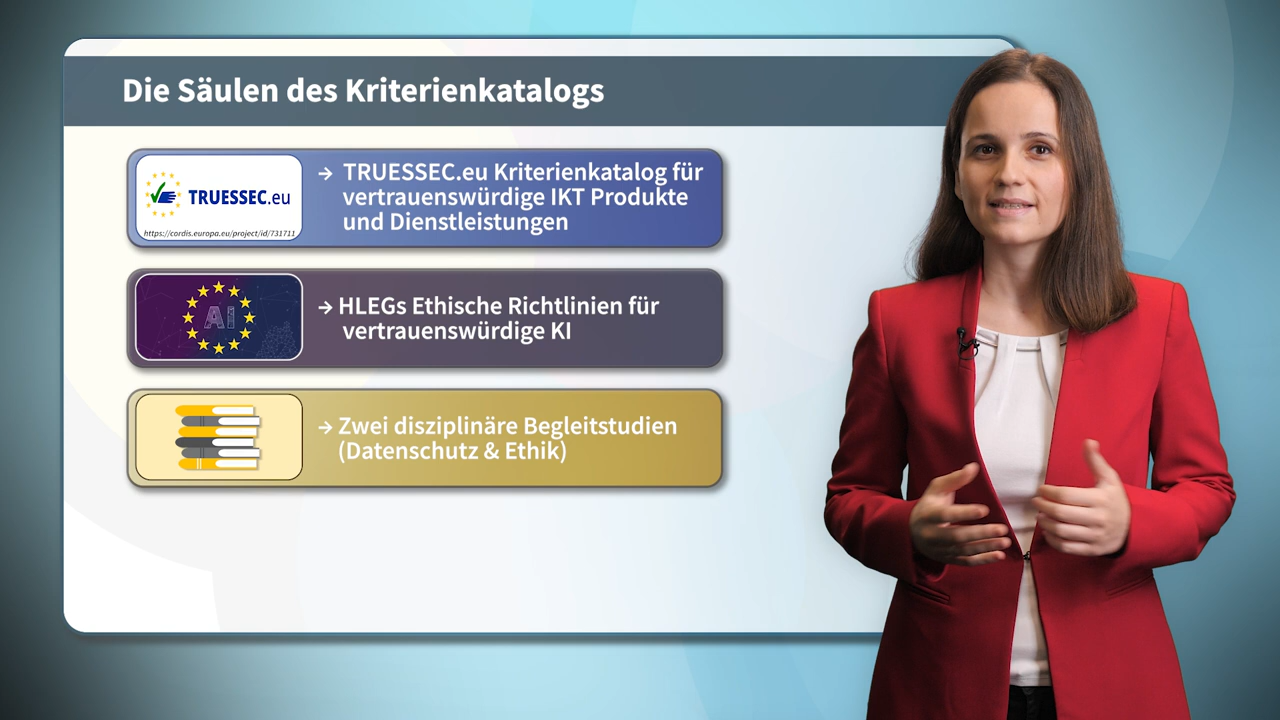 Die Säulen des Kriterienkatalogs
TRUESSEC.eu
https://cordis.europa.eu/project/id/731711
→ TRUESSEC.eu Kriterienkatalog für
vertrauenswürdige IKT Produkte
und Dienstleistungen
AI
→ HLEGs Ethische Richtlinien für
vertrauenswürdige KI
→ Zwei disziplinäre Begleitstudien
(Datenschutz & Ethik)